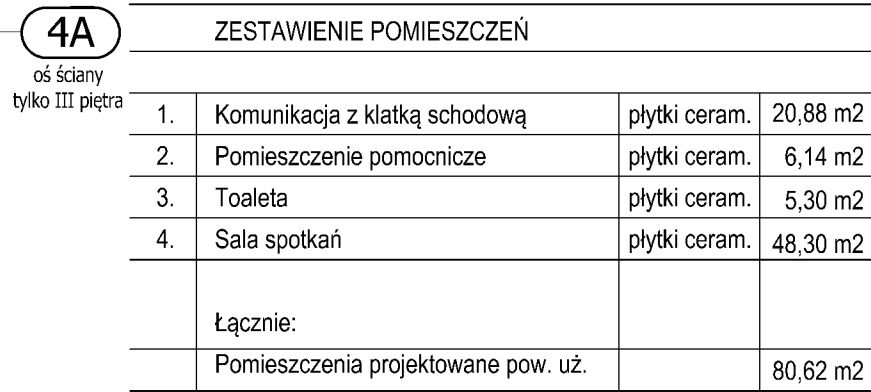 4A
oś ściany
tylko III piętra
ZESTAWIENIE POMIESZCZEŃ
1. Komunikacja z klatką schodową płytki ceram. 20,88 m2
2. Pomieszczenie pomocnicze płytki ceram. 6,14 m2
3. Toaleta płytki ceram. 5,30 m2
4. Sala spotkań płytki ceram. 48,30 m2
Łącznie:
Pomieszczenia projektowane pow. uż. 80,62 m2